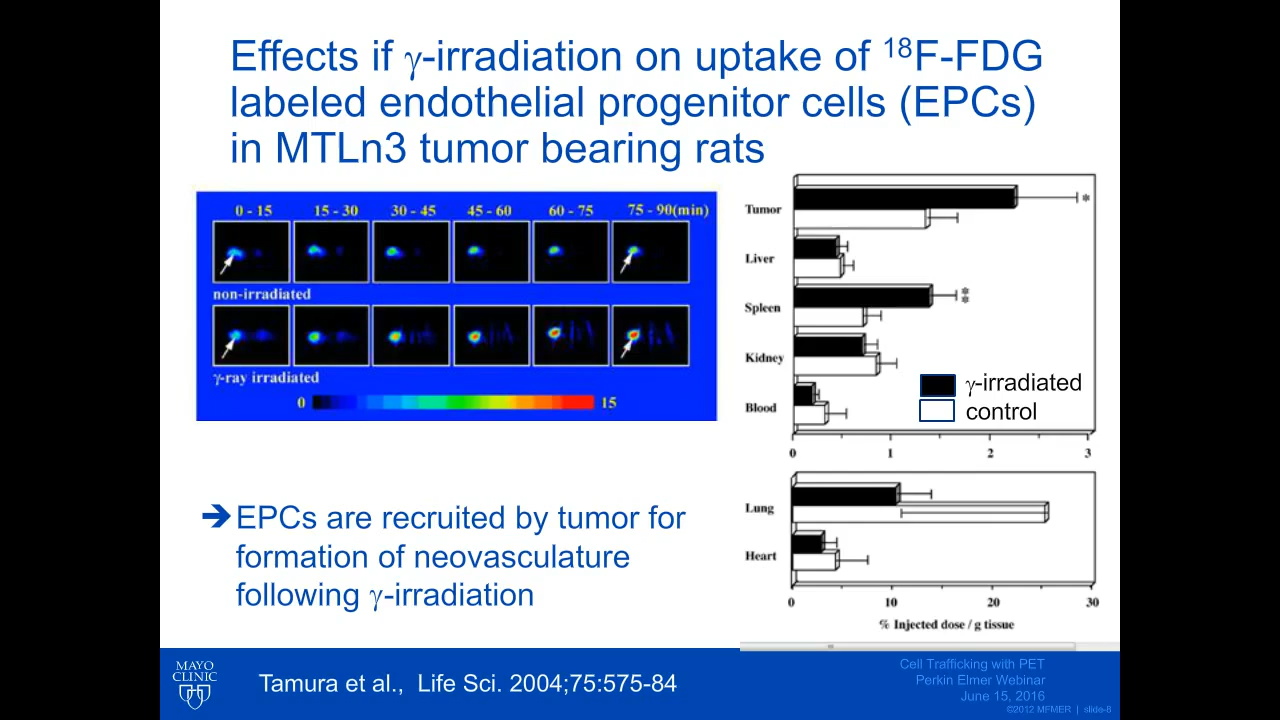 Effects if γ-irradiation on uptake of ¹⁸F-FDG
labeled endothelial progenitor cells (EPCs)
in MTLn3 tumor bearing rats
0 - 15 15 - 30 30 - 45 45 - 60 60 - 75 75 - 90(min)
non-irradiated
γ-ray irradiated
0 15
Tumor
*
Liver
Spleen
**
Kidney
Blood
γ-irradiated
control
0 1 2 3
Lung
Heart
0 10 20 30
% Injected dose / g tissue
➔ EPCs are recruited by tumor for
formation of neovasculature
following γ-irradiation
MAYO
CLINIC
Tamura et al., Life Sci. 2004;75:575-84
Cell Trafficking with PET
Perkin Elmer Webinar
June 15, 2016
©2012 MFMER | slide-8